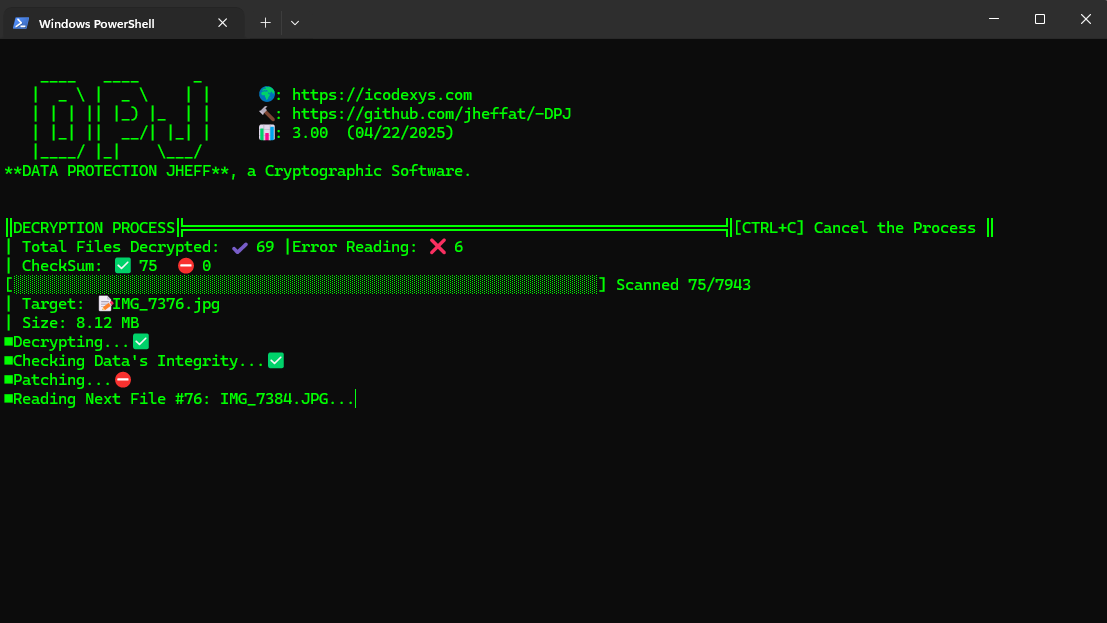 Windows PowerShell
DPJ
🌍: https://icodexys.com
🔨: https://github.com/jheffat/-DPJ
📊: 3.00  (04/22/2025)
**DATA PROTECTION JHEFF**, a Cryptographic Software.
║DECRYPTION PROCESS╠═══════════════════════════╣[CTRL+C] Cancel the Process ║
| Total Files Decrypted: ✔ 69 |Error Reading: ❌ 6
| CheckSum: ✅ 75  ⛔ 0
[░░░░░░░░░░░░░░░░░░░░░░░░░░░░░░] Scanned 75/7943
| Target: 📝IMG_7376.jpg
| Size: 8.12 MB
■Decrypting...✅
■Checking Data's Integrity...✅
■Patching...⛔
■Reading Next File #76: IMG_7384.JPG...